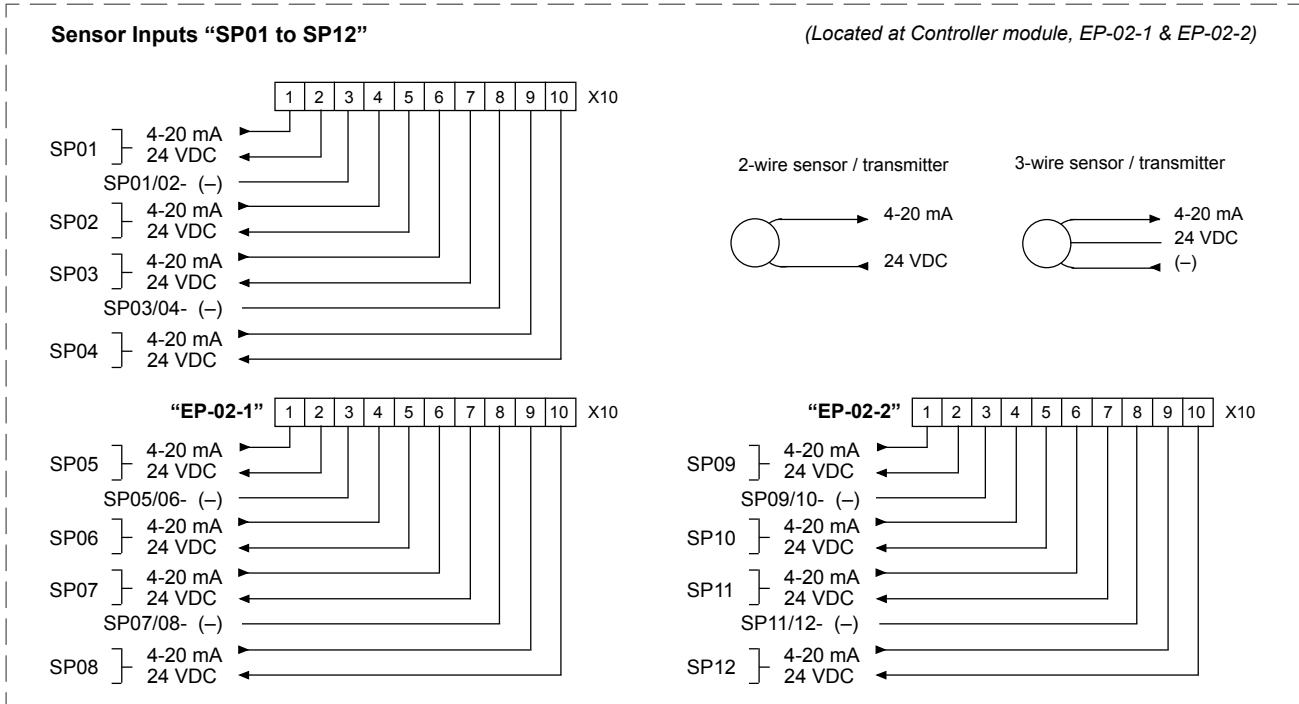 Sensor Inputs “SP01 to SP12”
(Located at Controller module, EP-02-1 & EP-02-2)
1 2 3 4 5 6 7 8 9 10 X10
SP01
4-20 mA
24 VDC
SP01/02- (–)
SP02
4-20 mA
24 VDC
SP03
4-20 mA
24 VDC
SP03/04- (–)
SP04
4-20 mA
24 VDC
2-wire sensor / transmitter
4-20 mA
24 VDC
3-wire sensor / transmitter
4-20 mA
24 VDC
(–)
“EP-02-1” 1 2 3 4 5 6 7 8 9 10 X10
SP05
4-20 mA
24 VDC
SP05/06- (–)
SP06
4-20 mA
24 VDC
SP07
4-20 mA
24 VDC
SP07/08- (–)
SP08
4-20 mA
24 VDC
“EP-02-2” 1 2 3 4 5 6 7 8 9 10 X10
SP09
4-20 mA
24 VDC
SP09/10- (–)
SP10
4-20 mA
24 VDC
SP11
4-20 mA
24 VDC
SP11/12- (–)
SP12
4-20 mA
24 VDC